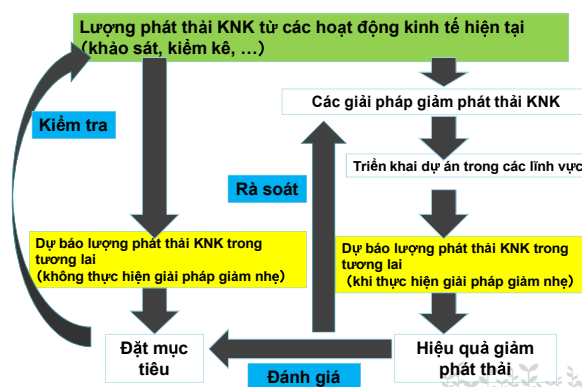 Lượng phát thải KNK từ các hoạt động kinh tế hiện tại
(khảo sát, kiểm kê, …)
Các giải pháp giảm phát thải KNK
Kiểm tra
Triển khai dự án trong các lĩnh vực
Rà soát
Dự báo lượng phát thải KNK trong
tương lai
(không thực hiện giải pháp giảm nhẹ)
Dự báo lượng phát thải KNK trong
tương lai
(khi thực hiện giải pháp giảm nhẹ)
Đặt mục
tiêu
Hiệu quả giảm
phát thải
Đánh giá